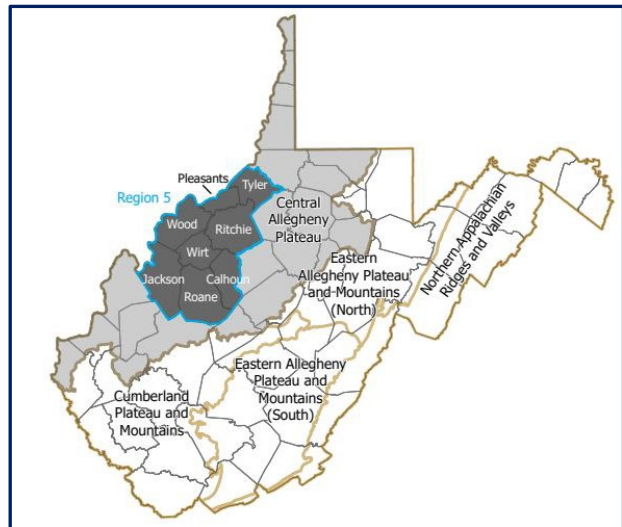 Pleasants
Tyler
Region 5
Wood
Ritchie
Central
Allegheny
Plateau
Wirt
Jackson
Calhoun
Roane
Eastern
Allegheny Plateau
and Mountains
(North)
Northern Appalachian
Ridges and Valleys
Eastern Allegheny
Plateau and
Mountains
(South)
Cumberland
Plateau and
Mountains